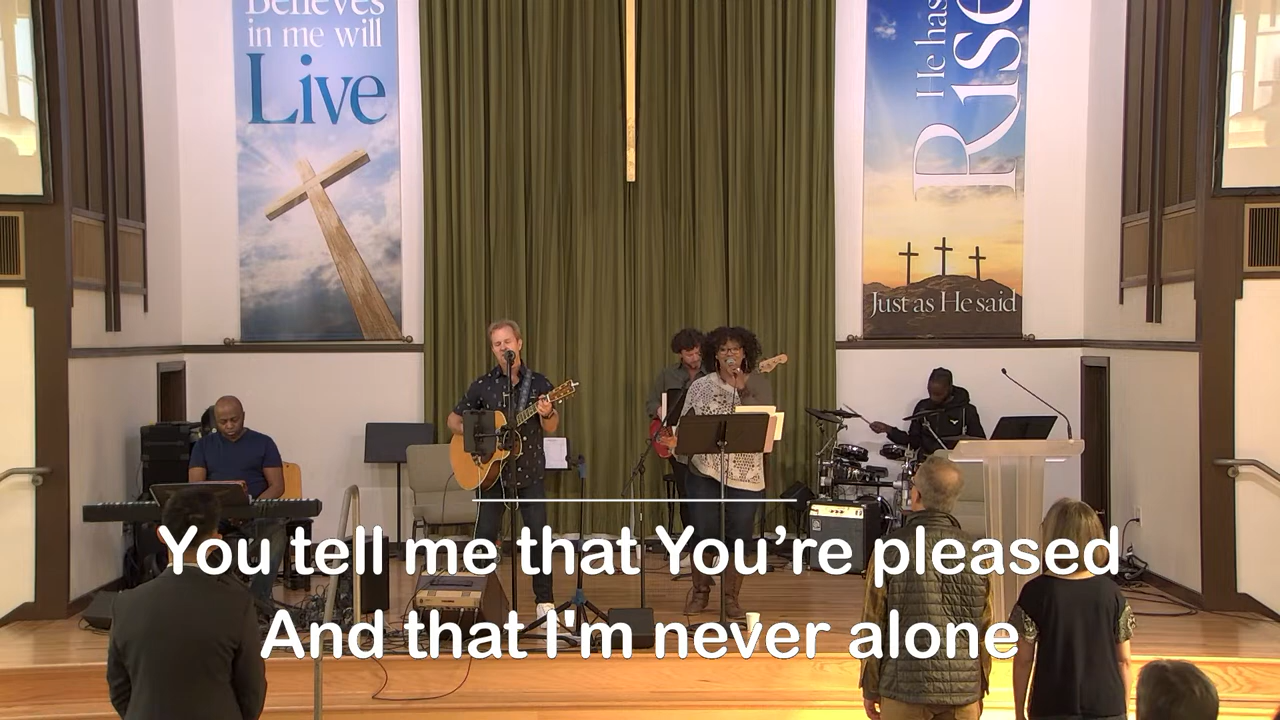 Believes
in me will
Live
He has
Rise
Just as He said
You tell me that You’re pleased
And that I'm never alone